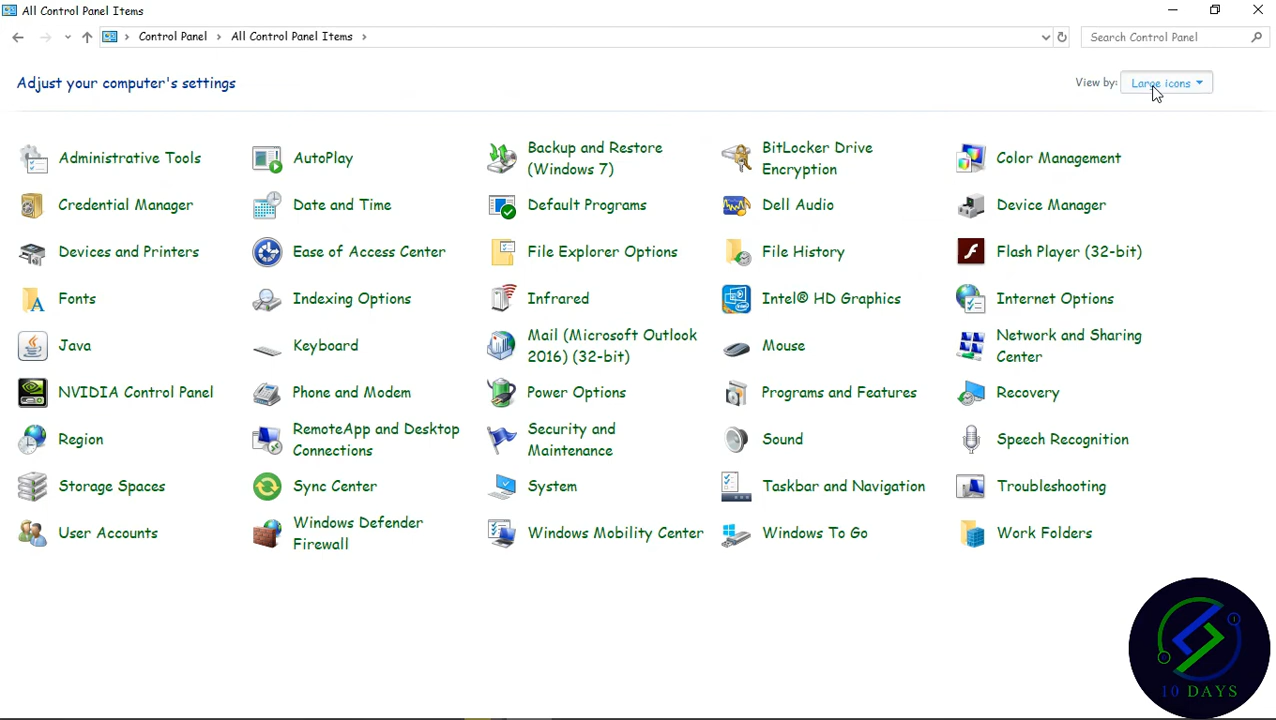 All Control Panel Items
Control Panel > All Control Panel Items >
Search Control Panel
Adjust your computer's settings
View by: Large icons
Administrative Tools
AutoPlay
Backup and Restore
(Windows 7)
BitLocker Drive
Encryption
Color Management
Credential Manager
Date and Time
Default Programs
Dell Audio
Device Manager
Devices and Printers
Ease of Access Center
File Explorer Options
File History
Flash Player (32-bit)
Fonts
Indexing Options
Infrared
Intel® HD Graphics
Internet Options
Java
Keyboard
Mail (Microsoft Outlook
2016) (32-bit)
Mouse
Network and Sharing
Center
NVIDIA Control Panel
Phone and Modem
Power Options
Programs and Features
Recovery
Region
RemoteApp and Desktop
Connections
Security and
Maintenance
Sound
Speech Recognition
Storage Spaces
Sync Center
System
Taskbar and Navigation
Troubleshooting
User Accounts
Windows Defender
Firewall
Windows Mobility Center
Windows To Go
Work Folders
10 DAYS